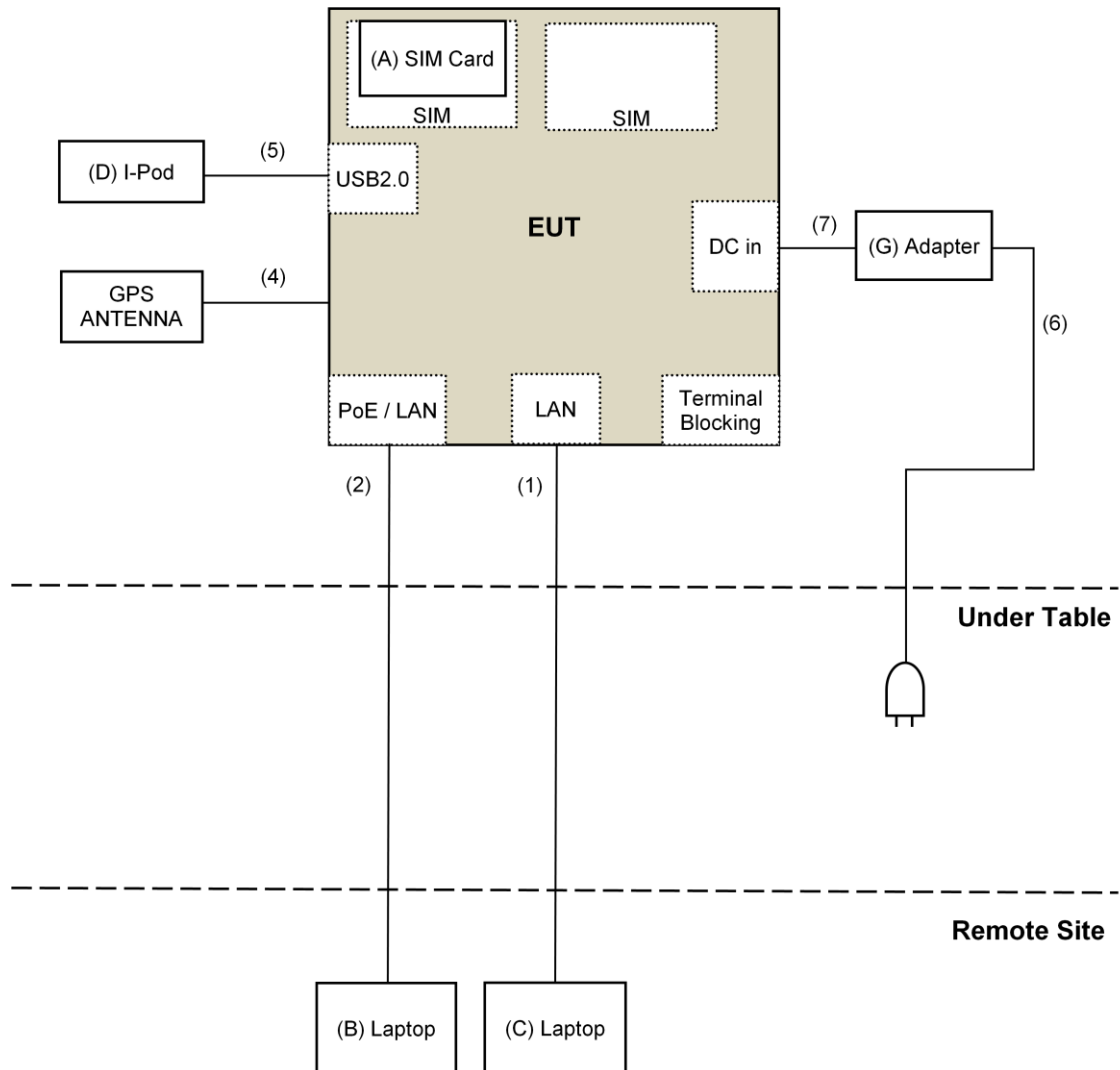 (A) SIM Card
SIM
SIM
(5)
(D) I-Pod
USB2.0
EUT
(7)
DC in
(G) Adapter
(4)
GPS
ANTENNA
(6)
PoE / LAN
LAN
Terminal
Blocking
(2)
(1)
Under Table
Remote Site
(B) Laptop
(C) Laptop